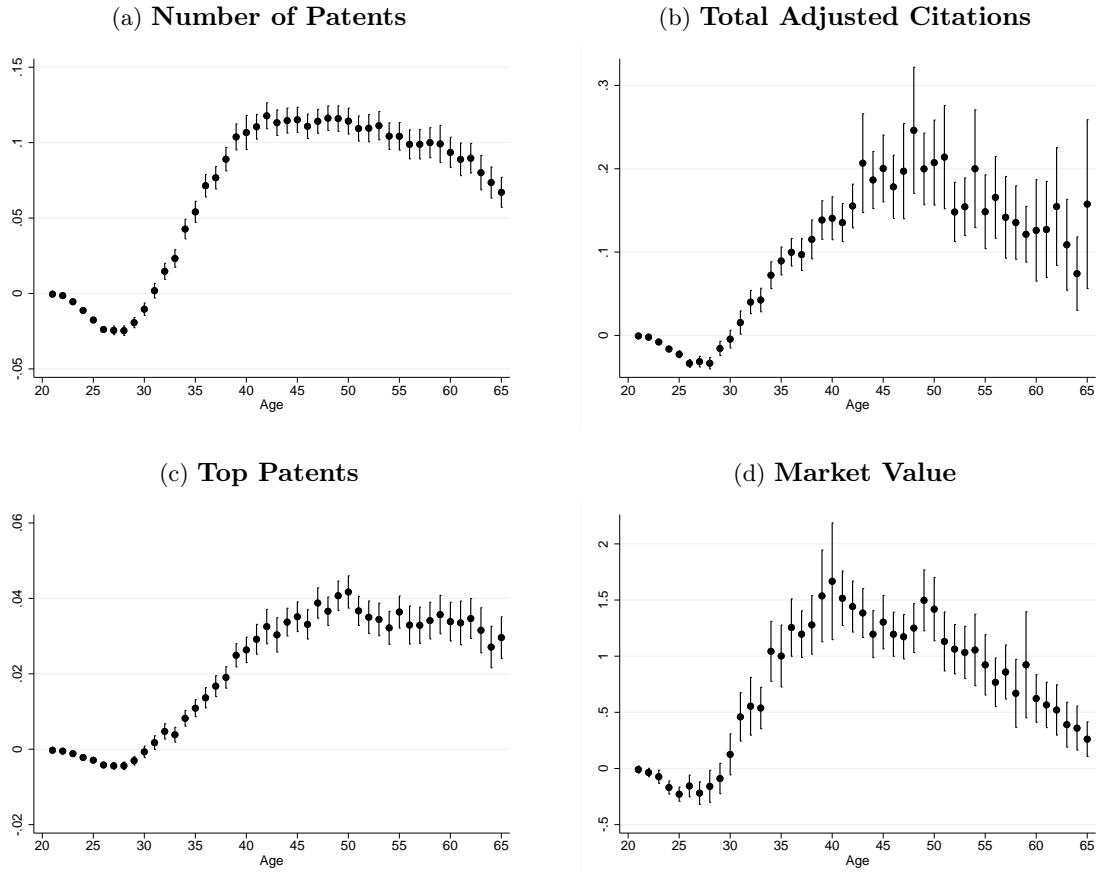 (a) Number of Patents
.15
.1
.05
0
-.05
20 25 30 35 40 45 50 55 60 65
Age
(b) Total Adjusted Citations
.3
.2
.1
0
20 25 30 35 40 45 50 55 60 65
Age
(c) Top Patents
.06
.04
.02
0
-.02
20 25 30 35 40 45 50 55 60 65
Age
(d) Market Value
2
1.5
1
.5
0
-.5
20 25 30 35 40 45 50 55 60 65
Age